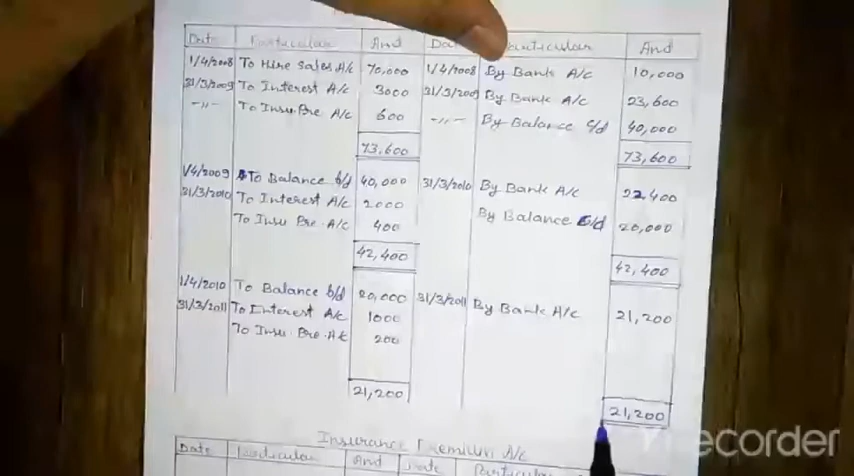 Date Particular Amt Da Particular Amt
1/4/2008 To Hire Sales A/c 70,000 1/4/2008 By Bank A/c 10,000
31/3/2009 To Interest A/c 3000 31/3/2009 By Bank A/c 23,600
-"- To Insu. Pre A/c 600 -"- By Balance c/d 40,000
73,600 73,600
1/4/2009 To Balance b/d 40,000 31/3/2010 By Bank A/c 22,400
31/3/2010 To Interest A/c 2000 By Balance c/d 20,000
To Insu Pre. A/c 400
42,400 42,400
1/4/2010 To Balance b/d 20,000 31/3/2011 By Bank A/c 21,200
31/3/2011 To Interest A/c 1000
To Insu. Pre. A/c 200
21,200 21,200
Insurance Premium A/c
Date Particular Amt Date Particular
ecorder